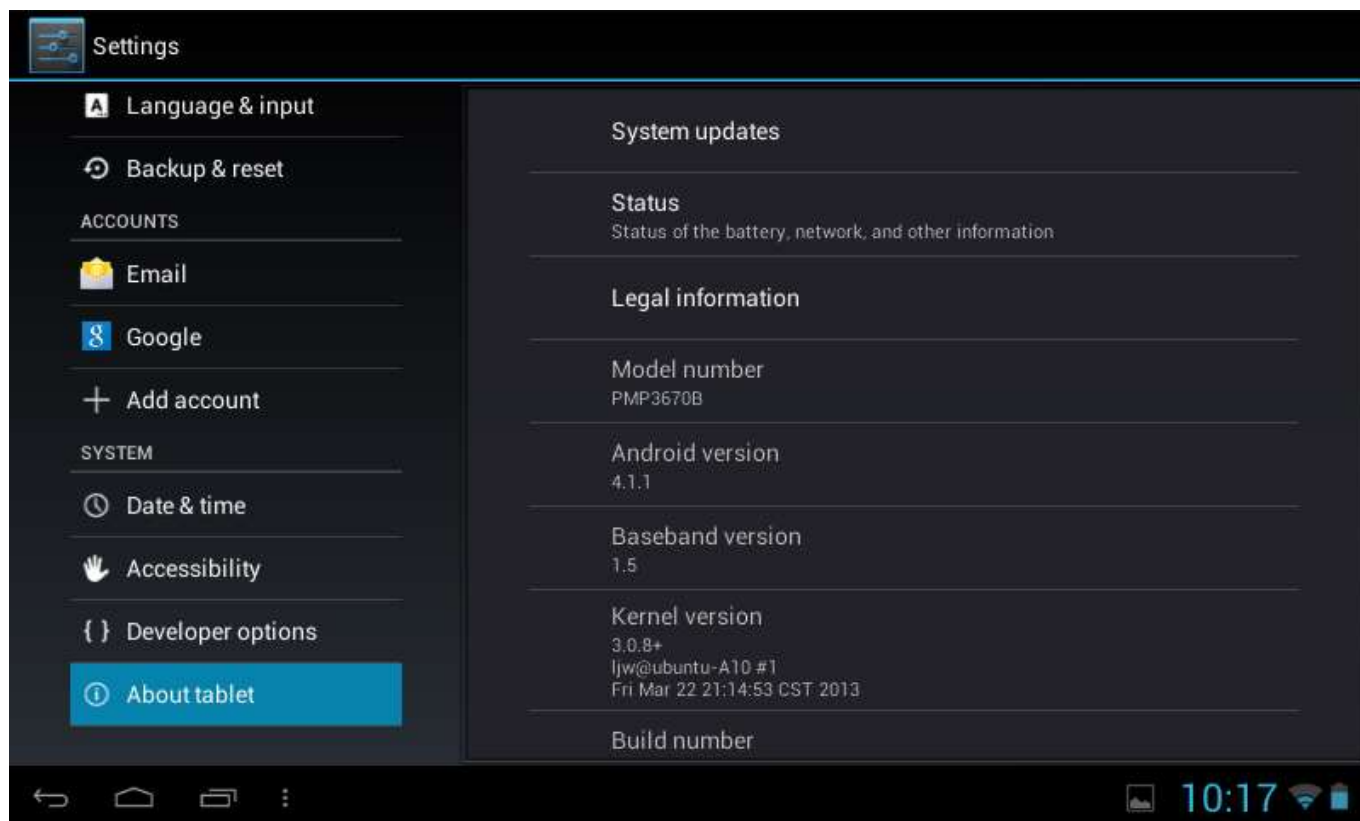 Settings
Language & input
Backup & reset
ACCOUNTS
Email
Google
Add account
SYSTEM
Date & time
Accessibility
{ } Developer options
About tablet
System updates
Status
Status of the battery, network, and other information
Legal information
Model number
PMP3670B
Android version
4.1.1
Baseband version
1.5
Kernel version
3.0.8+
ljw@ubuntu-A10 #1
Fri Mar 22 21:14:53 CST 2013
Build number
10:17